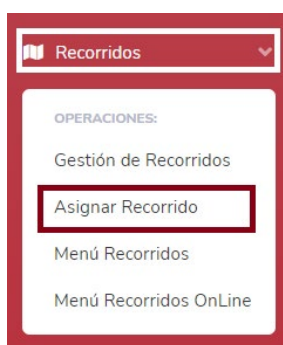 Recorridos
OPERACIONES:
Gestión de Recorridos
Asignar Recorrido
Menú Recorridos
Menú Recorridos OnLine